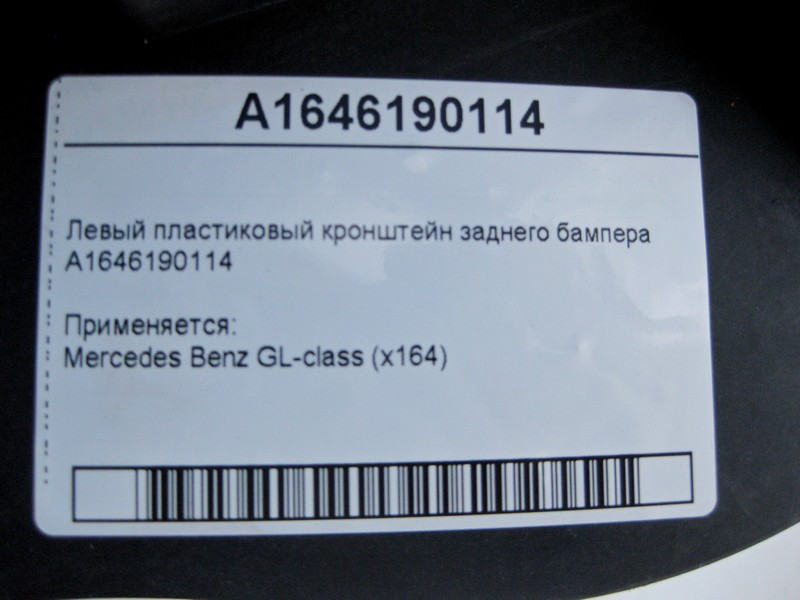 A1646190114
Левый пластиковый кронштейн заднего бампера
A1646190114
Применяется:
Mercedes Benz GL-class (x164)